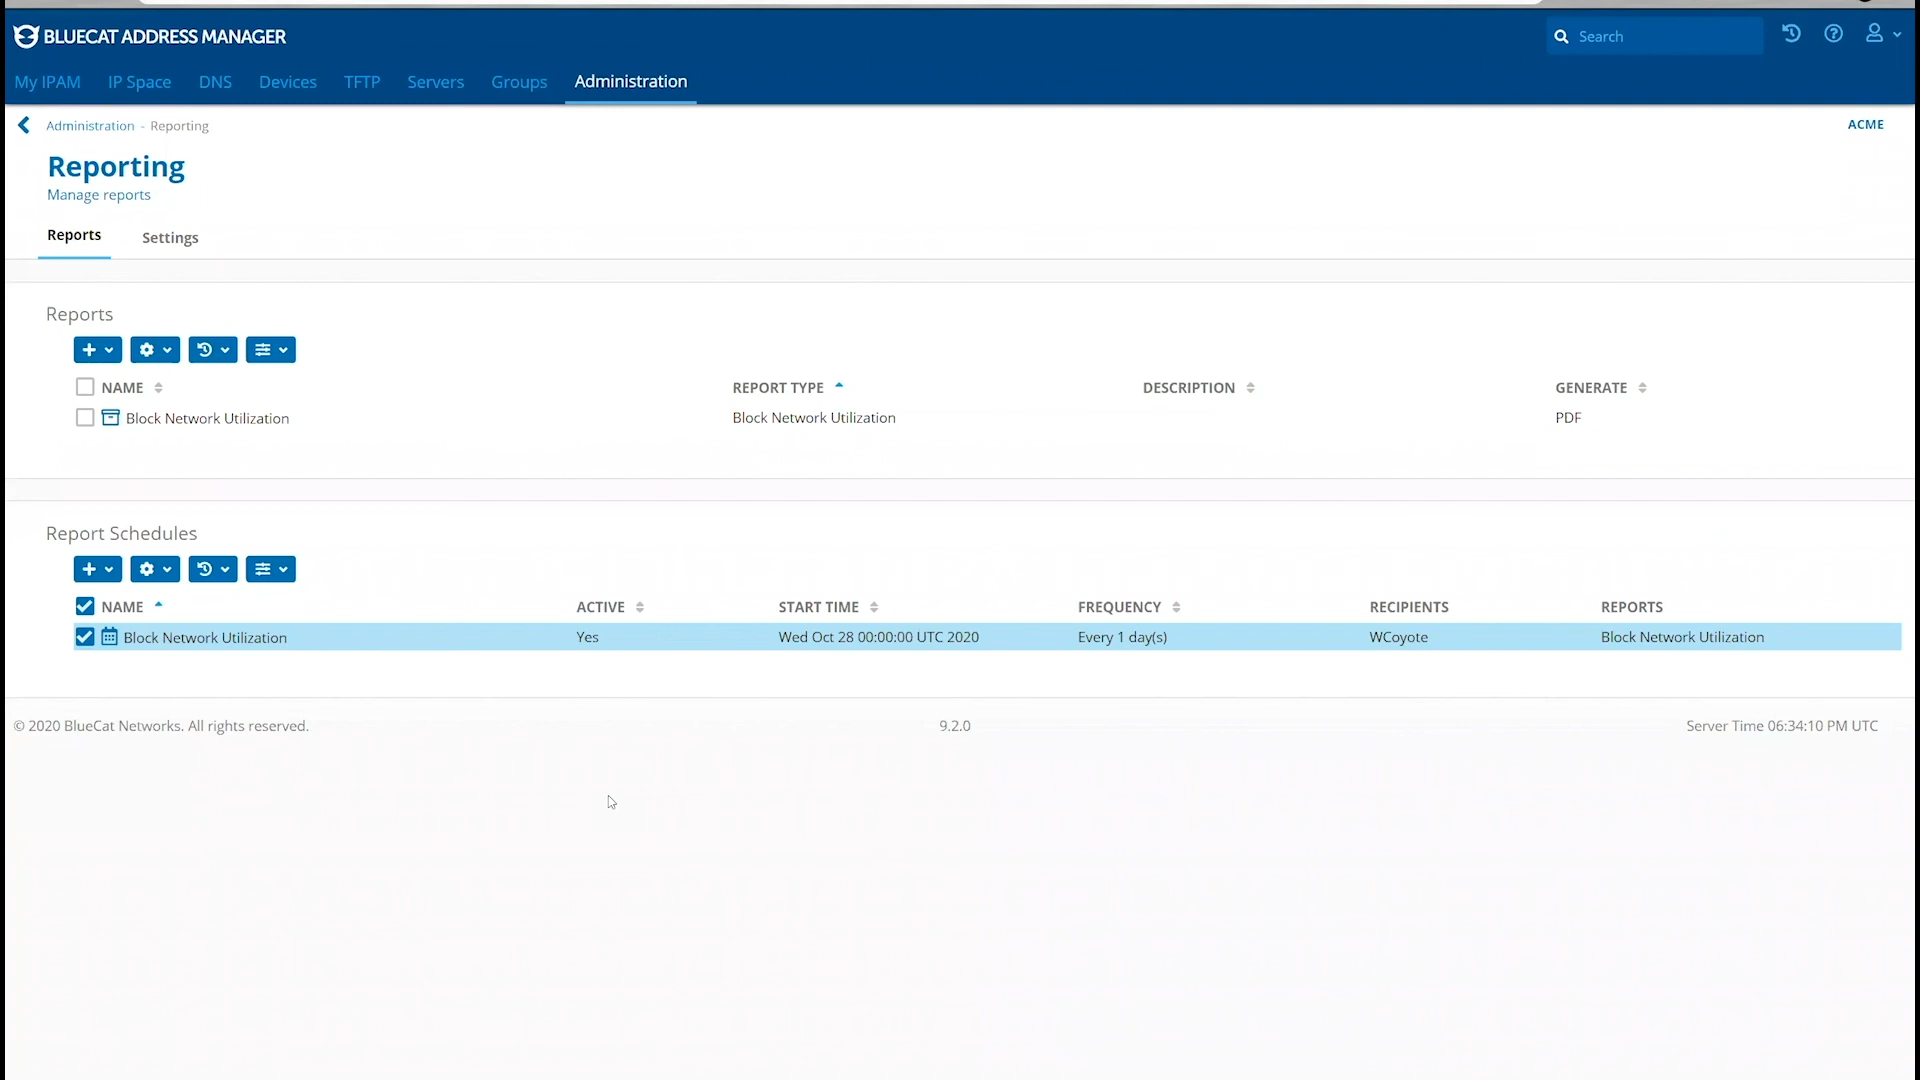 BLUECAT ADDRESS MANAGER
Search
My IPAM IP Space DNS Devices TFTP Servers Groups Administration
Administration - Reporting
ACME
Reporting
Manage reports
Reports Settings
Reports
NAME REPORT TYPE DESCRIPTION GENERATE
Block Network Utilization Block Network Utilization PDF
Report Schedules
NAME ACTIVE START TIME FREQUENCY RECIPIENTS REPORTS
Block Network Utilization Yes Wed Oct 28 00:00:00 UTC 2020 Every 1 day(s) WCoyote Block Network Utilization
© 2020 BlueCat Networks. All rights reserved. 9.2.0 Server Time 06:34:10 PM UTC